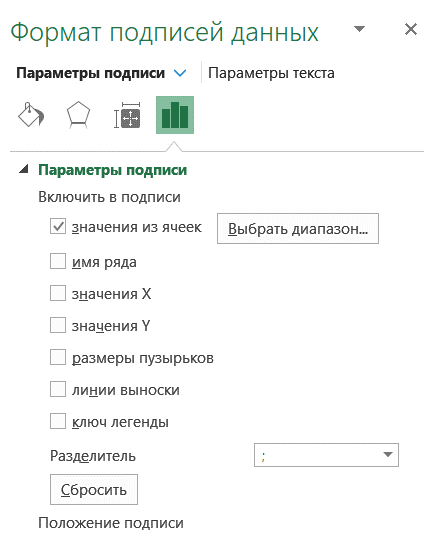 Формат подписей данных
Параметры подписи Параметры текста
Параметры подписи
Включить в подписи
значения из ячеек Выбрать диапазон...
имя ряда
значения X
значения Y
размеры пузырьков
линии выноски
ключ легенды
Разделитель ;
Сбросить
Положение подписи